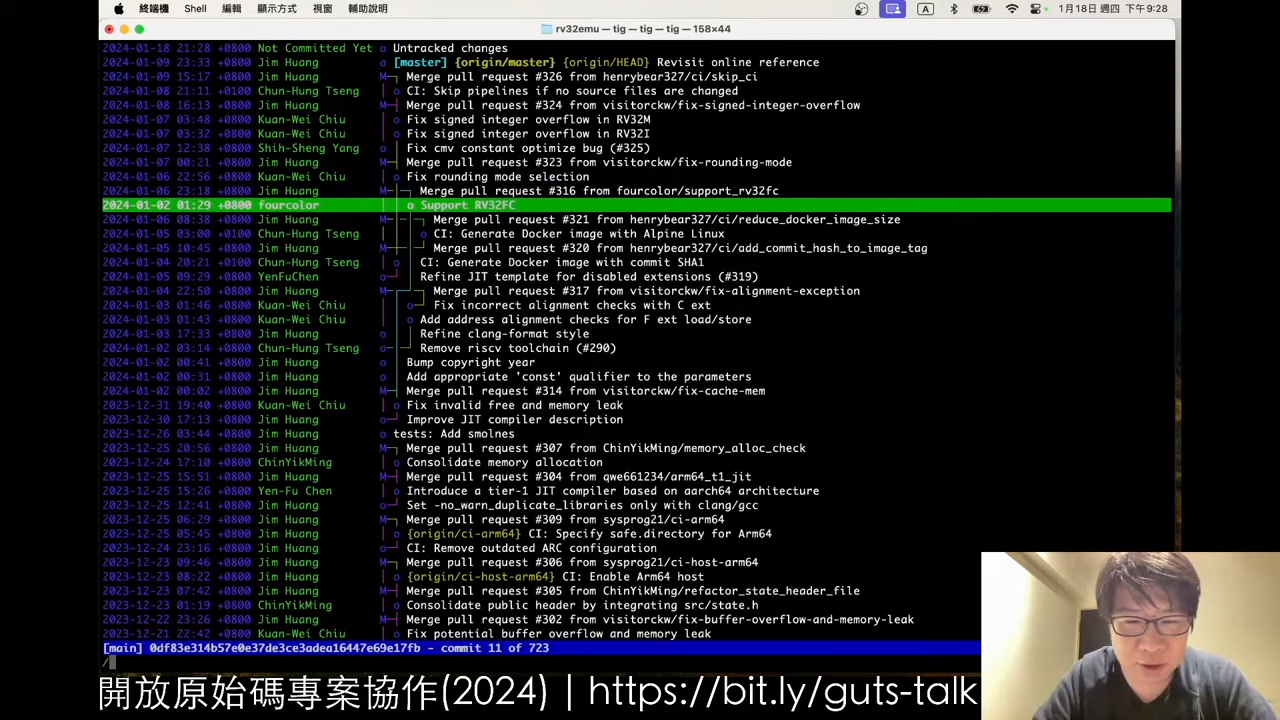 終端機 Shell 編輯 顯示方式 視窗 輔助說明 A 1月18日 週四 下午9:28
rv32emu — tig — tig — tig — 158×44
2024-01-18 21:28 +0800 Not Committed Yet o Untracked changes
2024-01-09 23:33 +0800 Jim Huang o [master] {origin/master} {origin/HEAD} Revisit online reference
2024-01-09 15:17 +0800 Jim Huang M Merge pull request #326 from henrybear327/ci/skip_ci
2024-01-08 21:11 +0100 Chun-Hung Tseng o CI: Skip pipelines if no source files are changed
2024-01-08 16:13 +0800 Jim Huang M Merge pull request #324 from visitorckw/fix-signed-integer-overflow
2024-01-07 03:48 +0800 Kuan-Wei Chiu o Fix signed integer overflow in RV32M
2024-01-07 03:32 +0800 Kuan-Wei Chiu o Fix signed integer overflow in RV32I
2024-01-07 12:38 +0800 Shih-Sheng Yang o Fix cmv constant optimize bug (#325)
2024-01-07 00:21 +0800 Jim Huang M Merge pull request #323 from visitorckw/fix-rounding-mode
2024-01-06 22:56 +0800 Kuan-Wei Chiu o Fix rounding mode selection
2024-01-06 23:18 +0800 Jim Huang M Merge pull request #316 from fourcolor/support_rv32fc
2024-01-02 01:29 +0800 fourcolor o Support RV32FC
2024-01-06 08:38 +0800 Jim Huang M Merge pull request #321 from henrybear327/ci/reduce_docker_image_size
2024-01-05 03:00 +0100 Chun-Hung Tseng o CI: Generate Docker image with Alpine Linux
2024-01-05 10:45 +0800 Jim Huang M Merge pull request #320 from henrybear327/ci/add_commit_hash_to_image_tag
2024-01-04 20:21 +0100 Chun-Hung Tseng o CI: Generate Docker image with commit SHA1
2024-01-05 09:29 +0800 YenFuChen o Refine JIT template for disabled extensions (#319)
2024-01-04 22:50 +0800 Jim Huang M Merge pull request #317 from visitorckw/fix-alignment-exception
2024-01-03 01:46 +0800 Kuan-Wei Chiu o Fix incorrect alignment checks with C ext
2024-01-03 01:43 +0800 Kuan-Wei Chiu o Add address alignment checks for F ext load/store
2024-01-03 17:33 +0800 Jim Huang o Refine clang-format style
2024-01-02 03:14 +0800 Chun-Hung Tseng o Remove riscv toolchain (#290)
2024-01-02 00:41 +0800 Jim Huang o Bump copyright year
2024-01-02 00:31 +0800 Jim Huang o Add appropriate 'const' qualifier to the parameters
2024-01-02 00:02 +0800 Jim Huang M Merge pull request #314 from visitorckw/fix-cache-mem
2023-12-31 19:40 +0800 Kuan-Wei Chiu o Fix invalid free and memory leak
2023-12-30 17:13 +0800 Jim Huang o Improve JIT compiler description
2023-12-26 03:44 +0800 Jim Huang o tests: Add smolnes
2023-12-25 20:56 +0800 Jim Huang M Merge pull request #307 from ChinYikMing/memory_alloc_check
2023-12-24 17:10 +0800 ChinYikMing o Consolidate memory allocation
2023-12-25 15:51 +0800 Jim Huang M Merge pull request #304 from qwe661234/arm64_t1_jit
2023-12-25 15:26 +0800 Yen-Fu Chen o Introduce a tier-1 JIT compiler based on aarch64 architecture
2023-12-25 12:41 +0800 Jim Huang o Set -no_warn_duplicate_libraries only with clang/gcc
2023-12-25 06:29 +0800 Jim Huang M Merge pull request #309 from sysprog21/ci-arm64
2023-12-25 05:45 +0800 Jim Huang o {origin/ci-arm64} CI: Specify safe.directory for Arm64
2023-12-24 23:16 +0800 Jim Huang o CI: Remove outdated ARC configuration
2023-12-23 09:46 +0800 Jim Huang M Merge pull request #306 from sysprog21/ci-host-arm64
2023-12-23 08:22 +0800 Jim Huang o {origin/ci-host-arm64} CI: Enable Arm64 host
2023-12-23 07:42 +0800 Jim Huang M Merge pull request #305 from ChinYikMing/refactor_state_header_file
2023-12-23 01:19 +0800 ChinYikMing o Consolidate public header by integrating src/state.h
2023-12-22 23:26 +0800 Jim Huang M Merge pull request #302 from visitorckw/fix-buffer-overflow-and-memory-leak
2023-12-21 22:42 +0800 Kuan-Wei Chiu o Fix potential buffer overflow and memory leak
[main] 0df83e314b57e0e37de3ce3adea16447e69e17fb - commit 11 of 723
/
開放原始碼專案協作(2024) | https://bit.ly/guts-talk